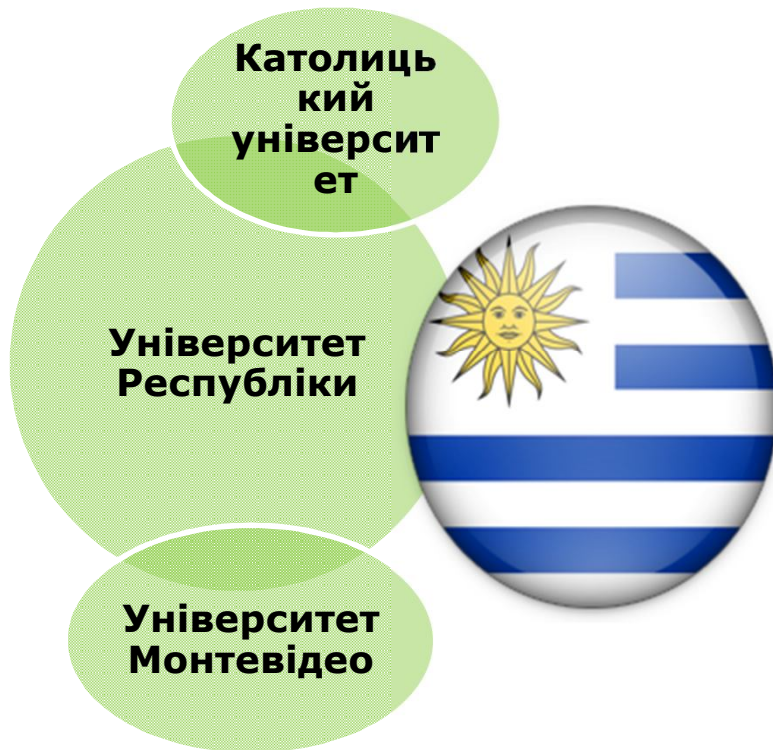 Католиць
кий
університ
ет
Університет
Республіки
Університет
Монтевідео